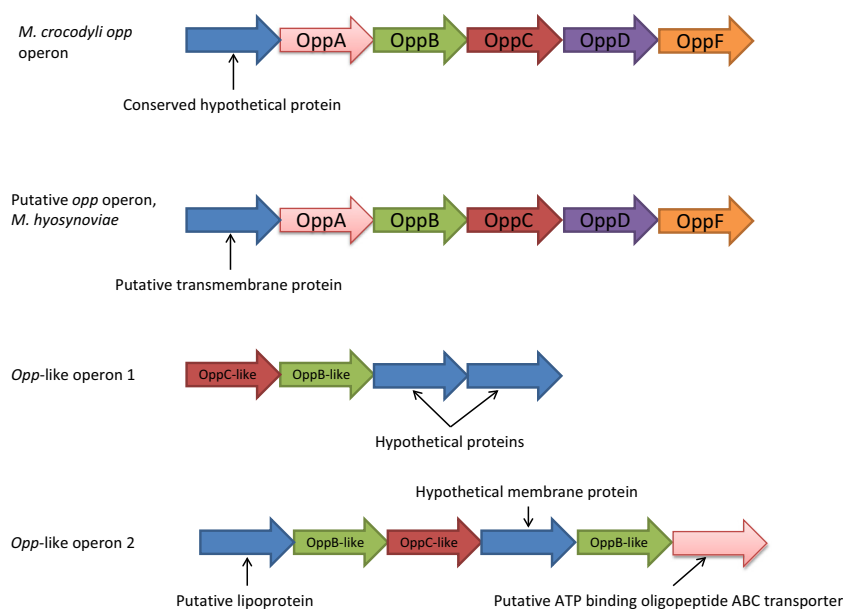 M. crocodyli opp
operon
OppA
OppB
OppC
OppD
OppF
Conserved hypothetical protein
Putative opp operon,
M. hyosynoviae
OppA
OppB
OppC
OppD
OppF
Putative transmembrane protein
Opp-like operon 1
OppC-like
OppB-like
Hypothetical proteins
Hypothetical membrane protein
Opp-like operon 2
OppB-like
OppC-like
OppB-like
Putative lipoprotein
Putative ATP binding oligopeptide ABC transporter